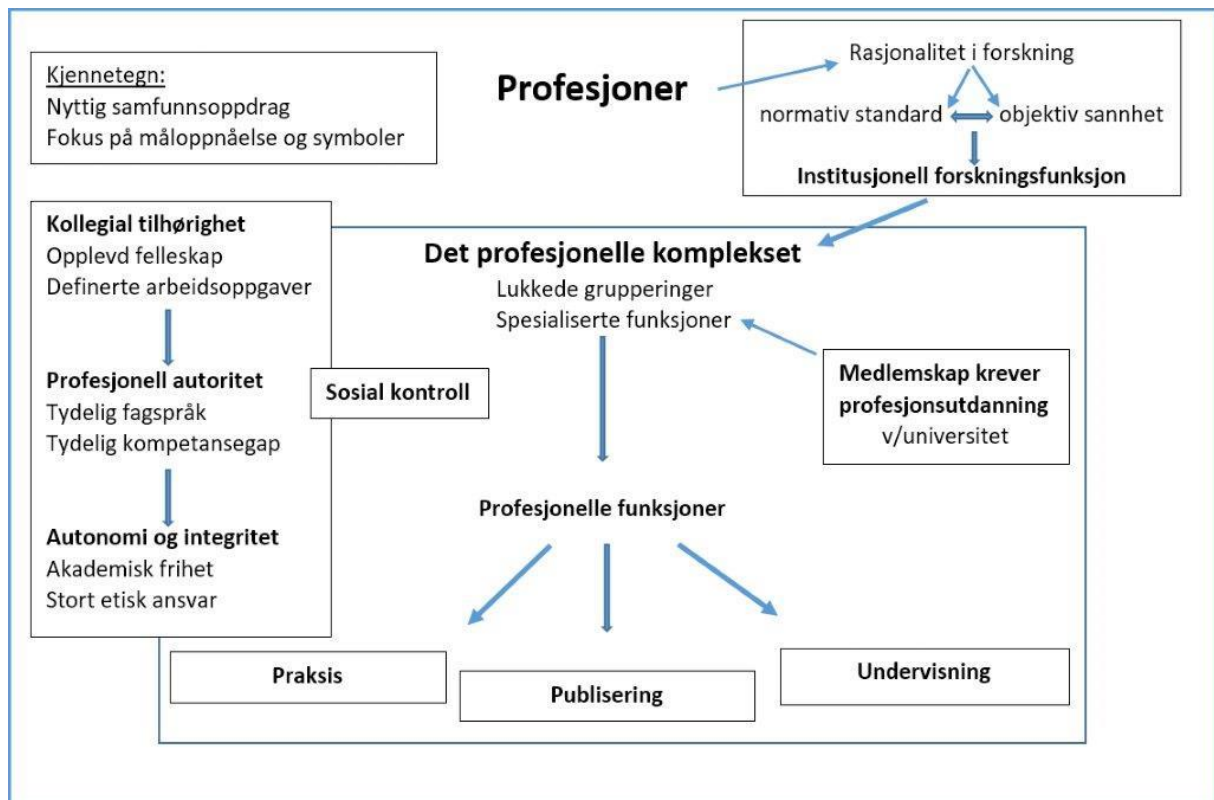 Profesjoner
Kjennetegn:
Nyttig samfunnsoppdrag
Fokus på måloppnåelse og symboler
Rasjonalitet i forskning
normativ standard
objektiv sannhet
Institusjonell forskningsfunksjon
Kollegial tilhørighet
Opplevd felleskap
Definerte arbeidsoppgaver
Profesjonell autoritet
Tydelig fagspråk
Tydelig kompetansegap
Autonomi og integritet
Akademisk frihet
Stort etisk ansvar
Sosial kontroll
Det profesjonelle komplekset
Lukkede grupperinger
Spesialiserte funksjoner
Medlemskap krever
profesjonsutdanning
v/universitet
Profesjonelle funksjoner
Praksis
Publisering
Undervisning